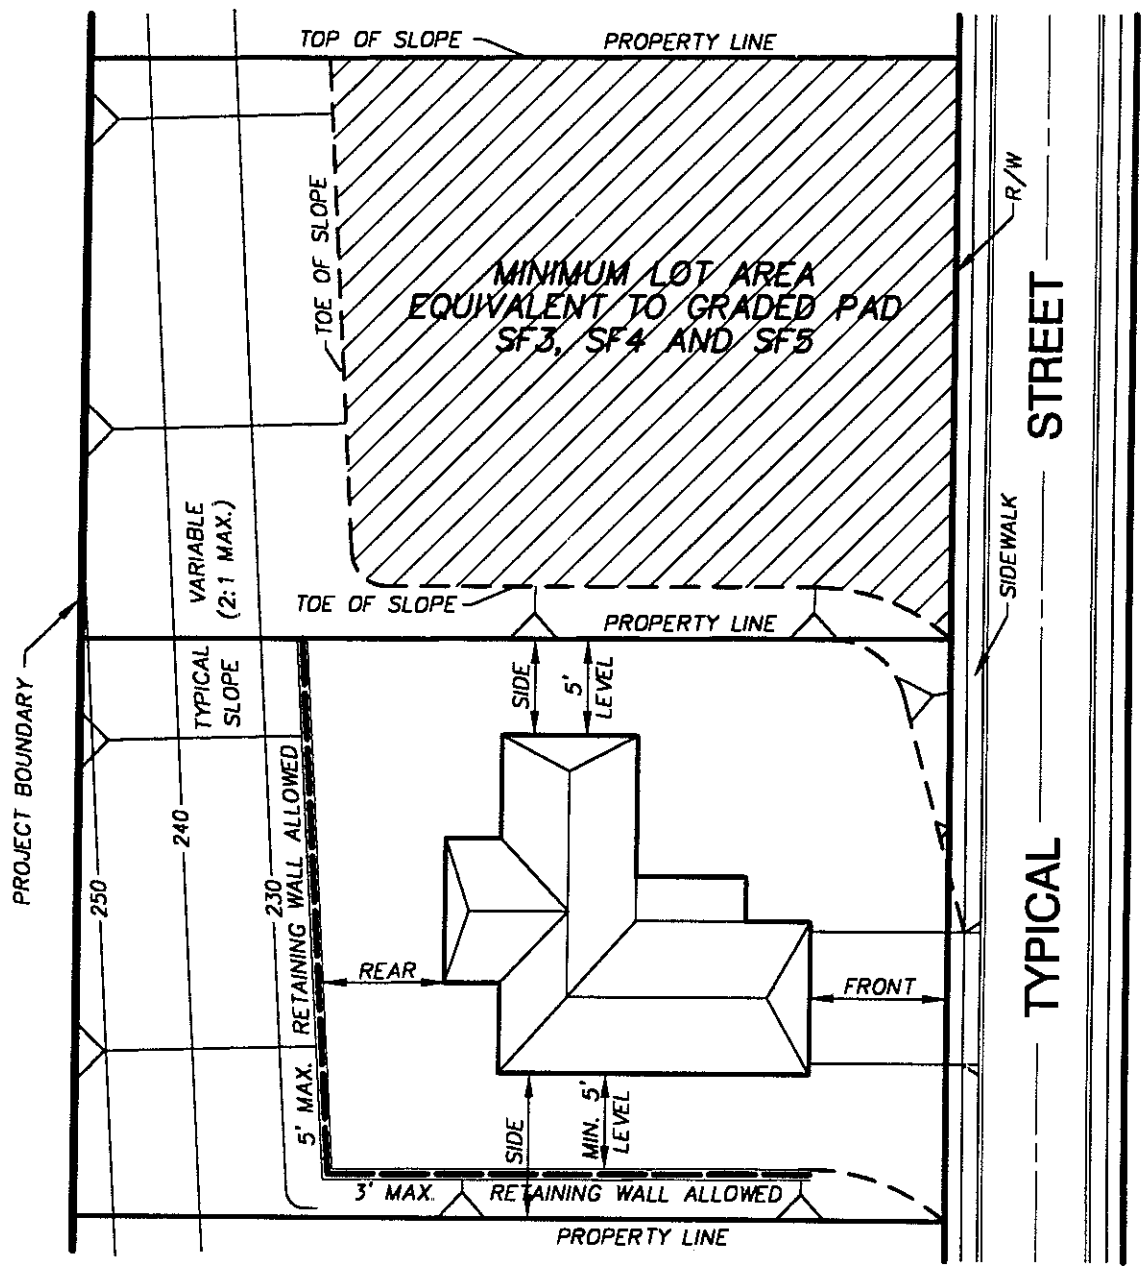 TOP OF SLOPE
PROPERTY LINE
R/W
TOE OF SLOPE
MINIMUM LOT AREA
EQUIVALENT TO GRADED PAD
SF3, SF4 AND SF5
STREET
VARIABLE
(2:1 MAX.)
SIDEWALK
TOE OF SLOPE
PROPERTY LINE
PROJECT BOUNDARY
TYPICAL
SLOPE
SIDE
5'
LEVEL
250
240
230
5' MAX. RETAINING WALL ALLOWED
REAR
FRONT
TYPICAL
SIDE
MIN. 5'
LEVEL
3' MAX. RETAINING WALL ALLOWED
PROPERTY LINE